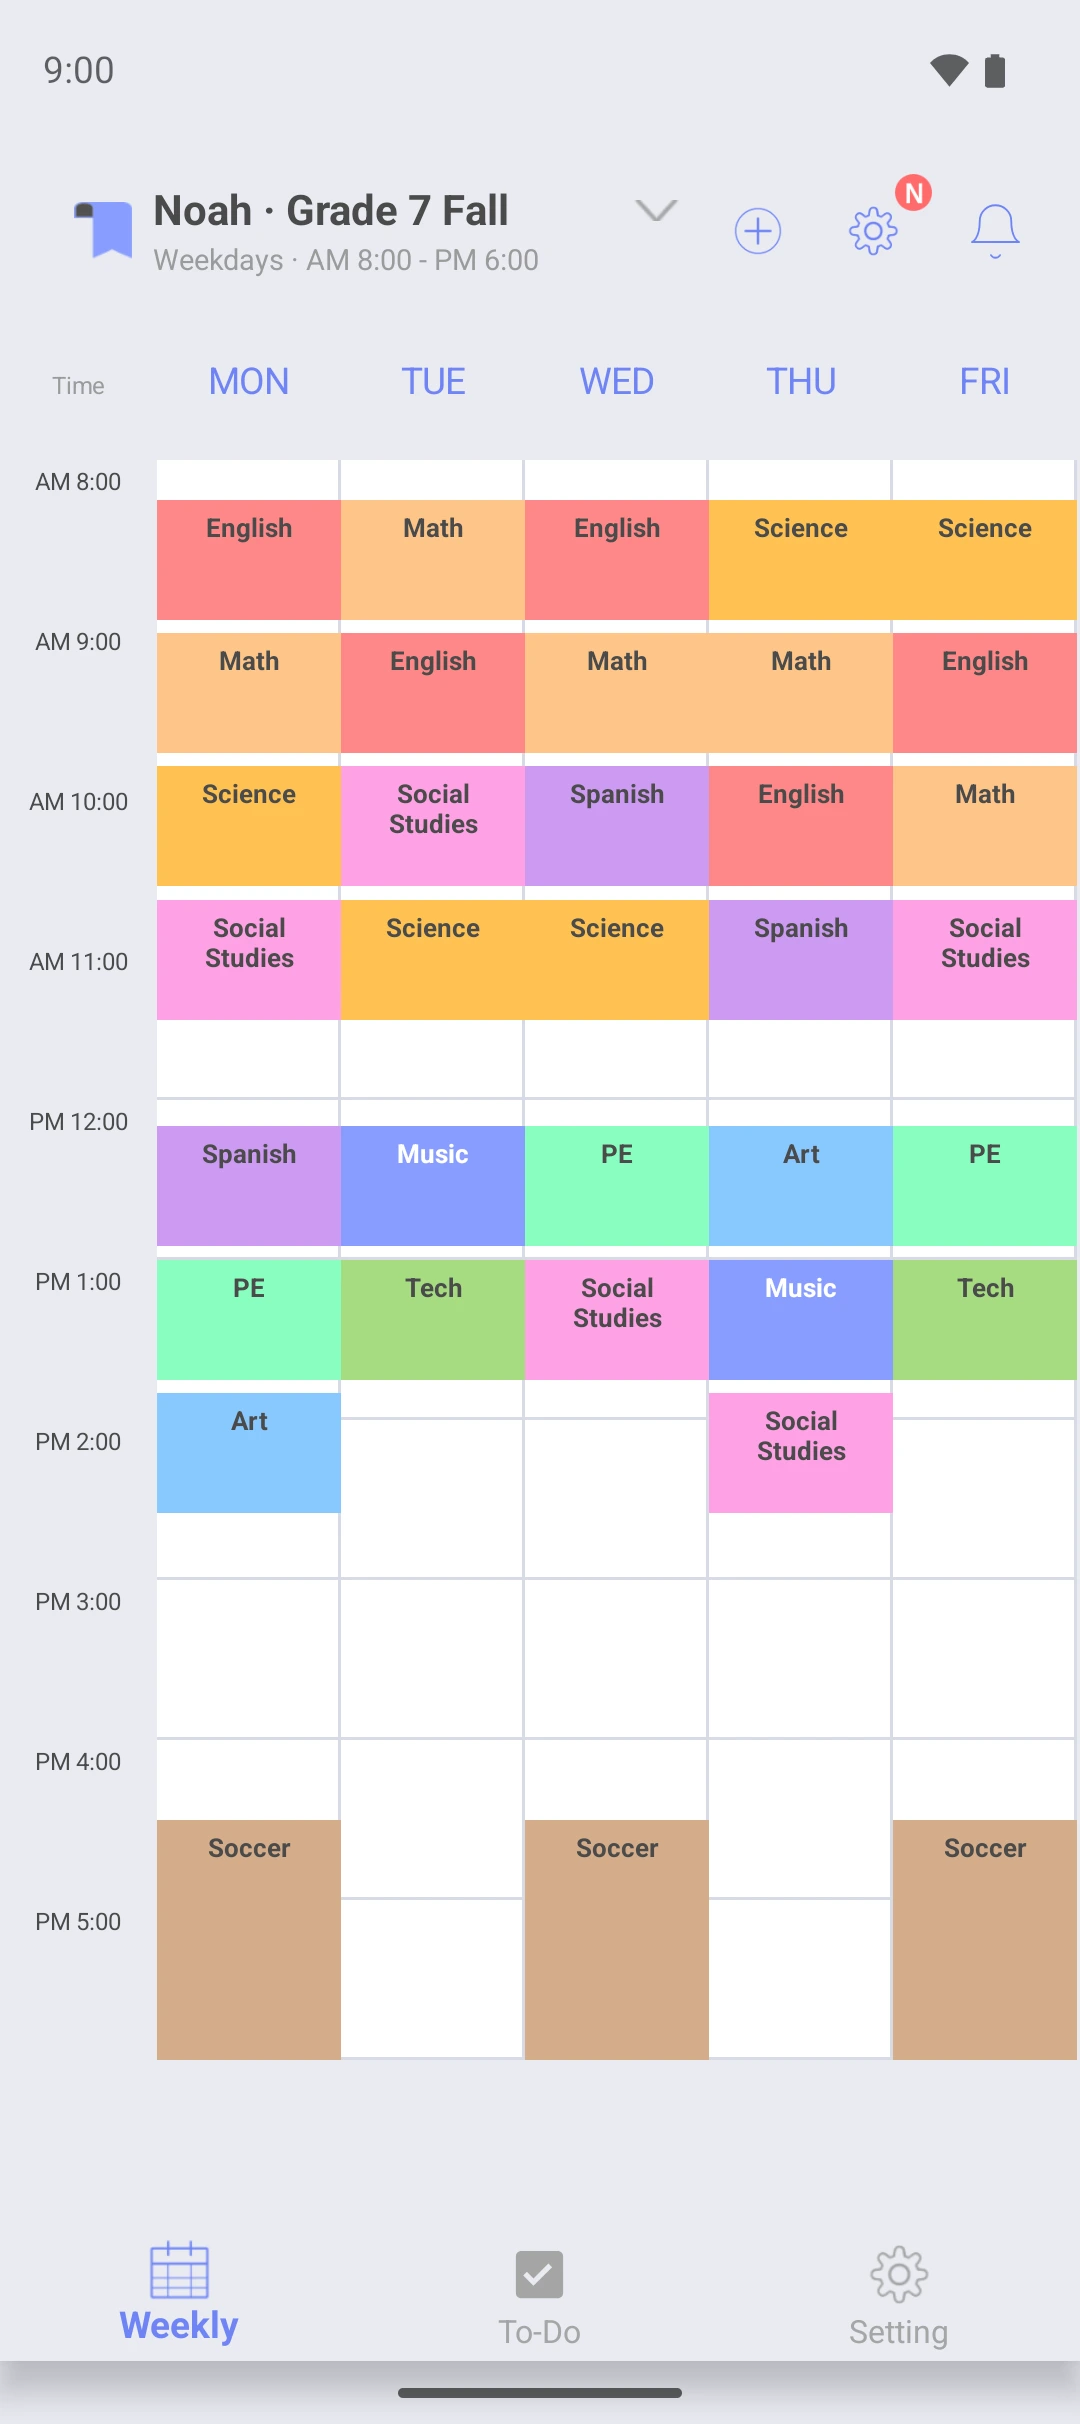 9:00
Noah · Grade 7 Fall
N
Weekdays · AM 8:00 - PM 6:00
Time MON TUE WED THU FRI
AM 8:00
English Math English Science Science
AM 9:00
Math English Math Math English
AM 10:00
Science Social Studies Spanish English Math
AM 11:00
Social Studies Science Science Spanish Social Studies
PM 12:00
Spanish Music PE Art PE
PM 1:00
PE Tech Social Studies Music Tech
PM 2:00
Art Social Studies
PM 3:00
PM 4:00
Soccer Soccer Soccer
PM 5:00
Weekly To-Do Setting